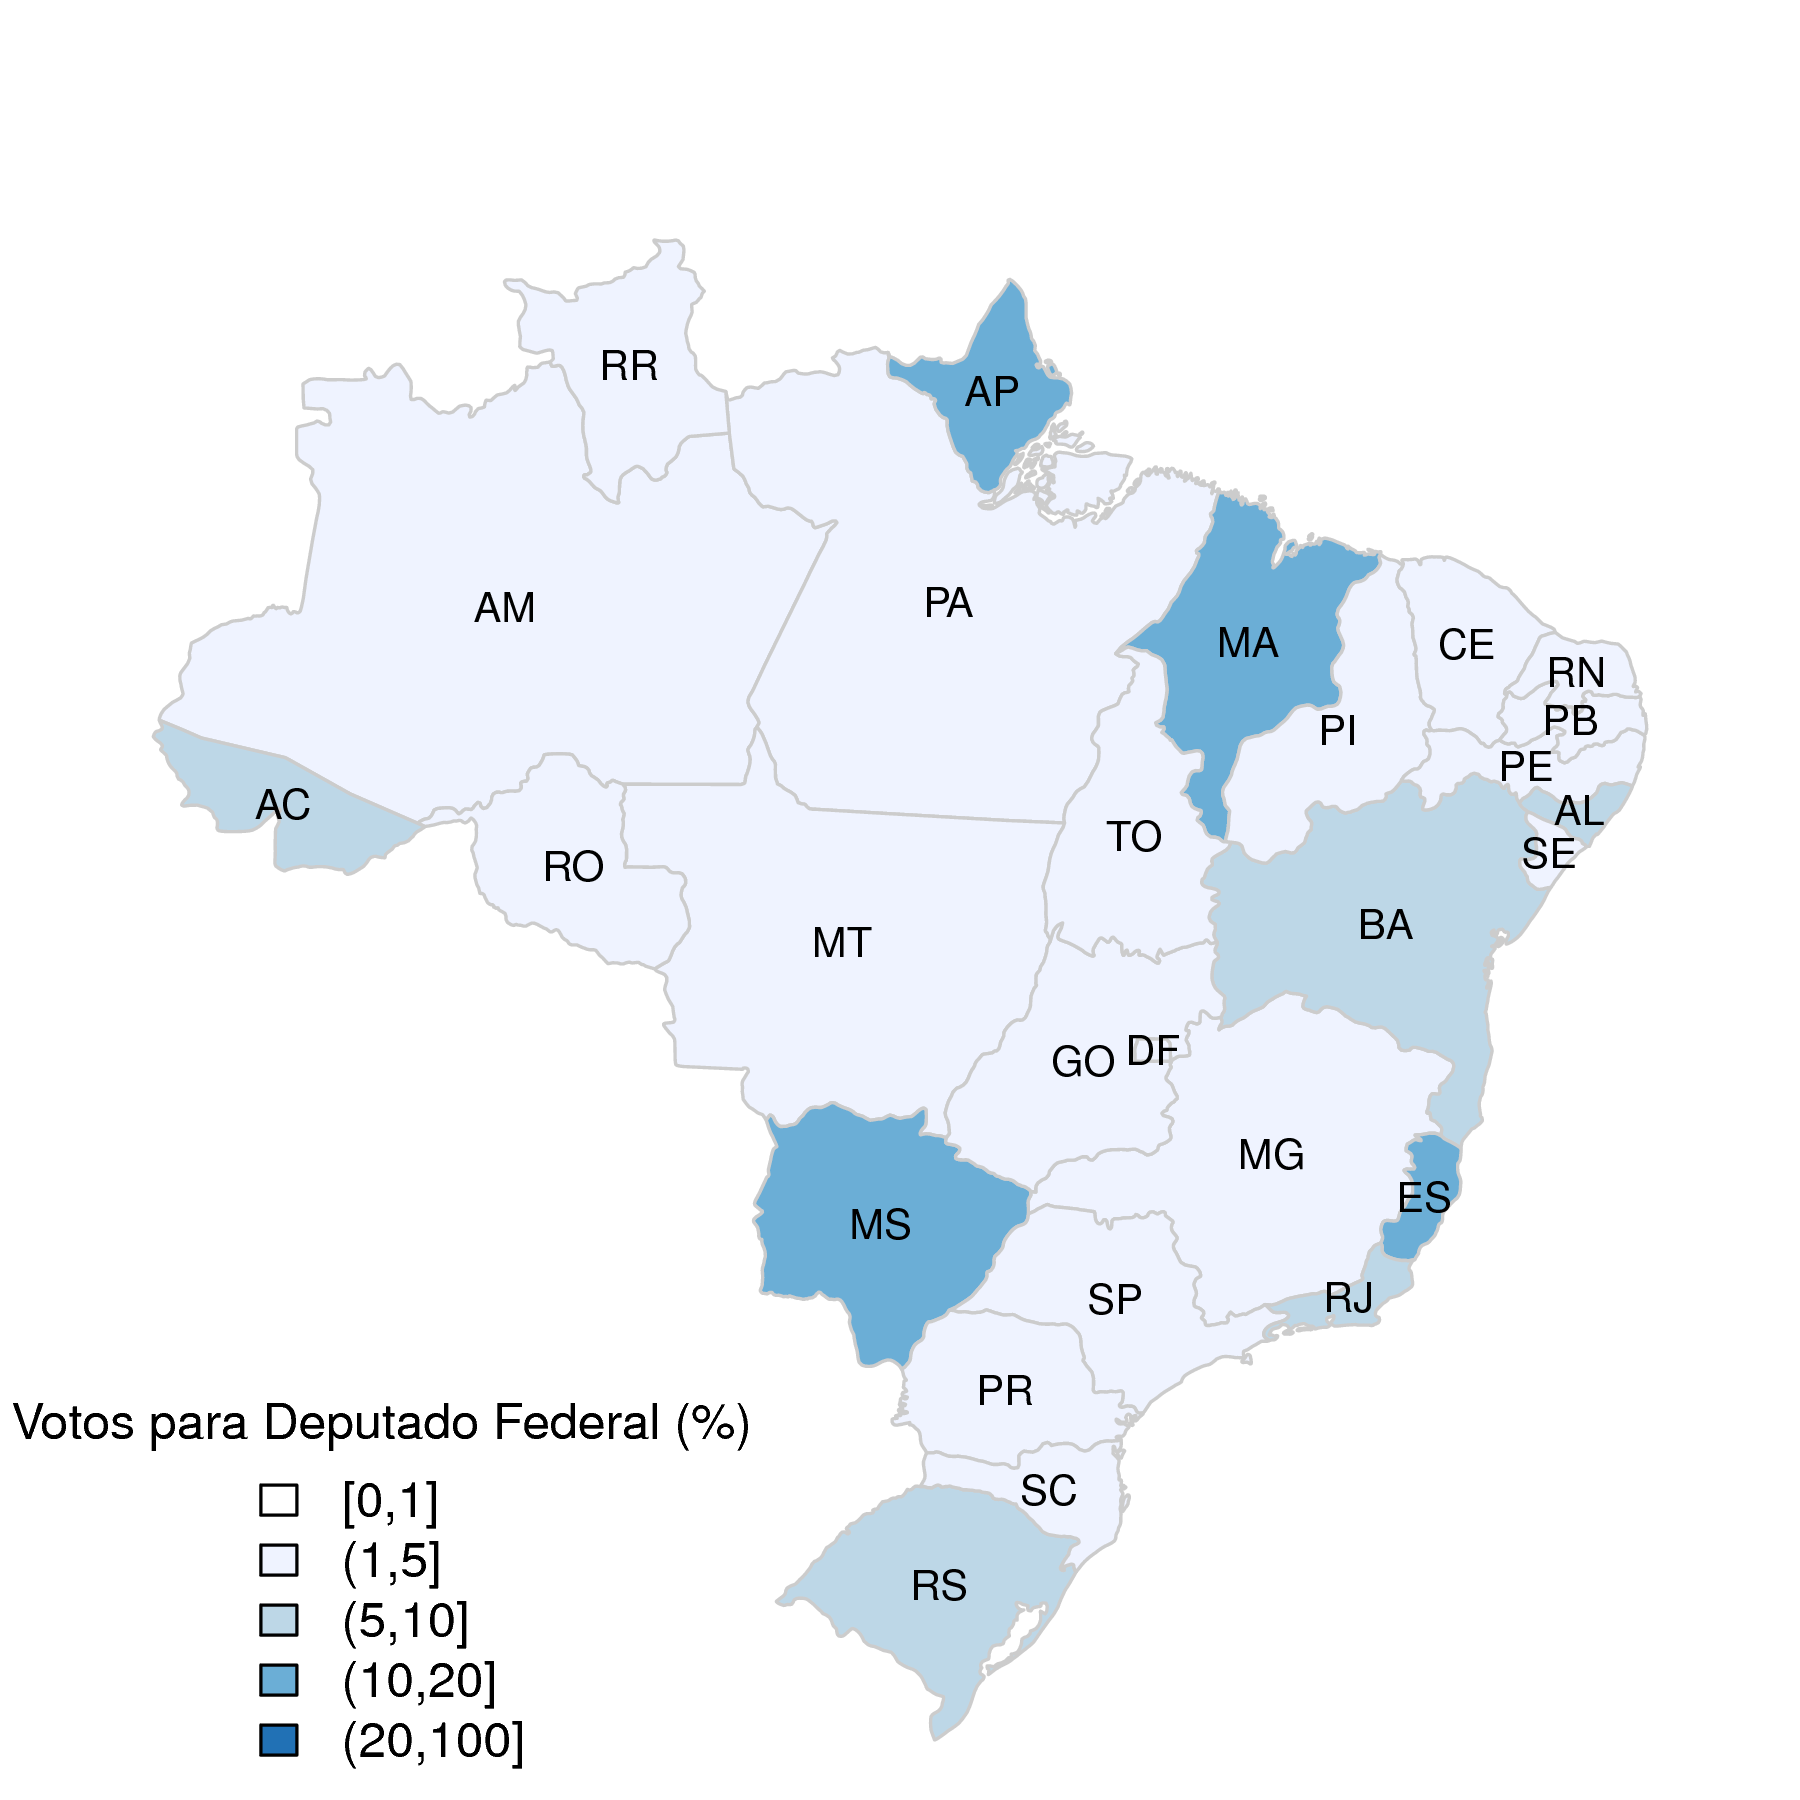 RR
AP
AM
PA
MA
CE
RN
PB
PI
PE
AC
AL
TO
SE
RO
BA
MT
DF
GO
MG
ES
MS
RJ
SP
PR
Votos para Deputado Federal (%)
SC
[0,1]
(1,5]
RS
(5,10]
(10,20]
(20,100]